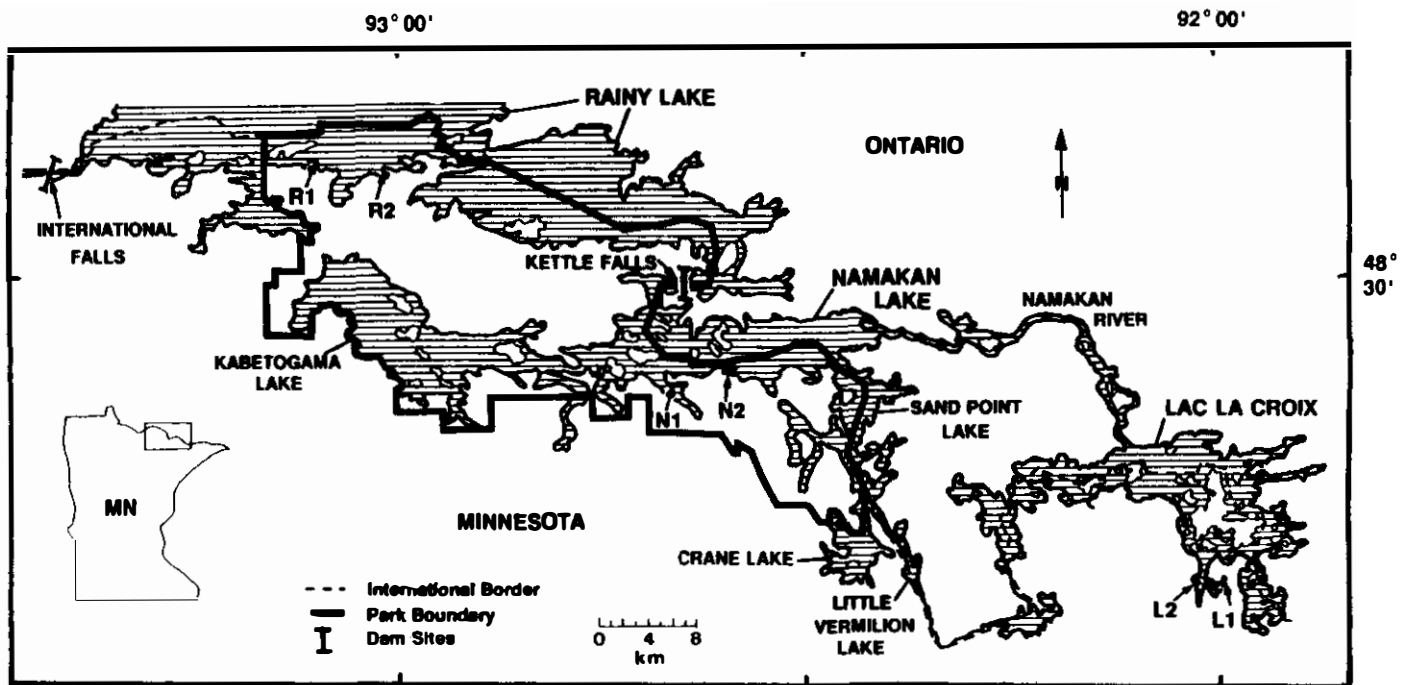 93°00'
92°00'
RAINY LAKE
ONTARIO
N
R1
R2
INTERNATIONAL
FALLS
KETTLE FALLS
48°
30'
NAMAKAN
LAKE
NAMAKAN
RIVER
KABETOGAMA
LAKE
N1
N2
SAND POINT
LAKE
LAC LA CROIX
MN
MINNESOTA
CRANE LAKE
LITTLE
VERMILION
LAKE
L2
L1
International Border
Park Boundary
Dam Sites
0 4 8
km